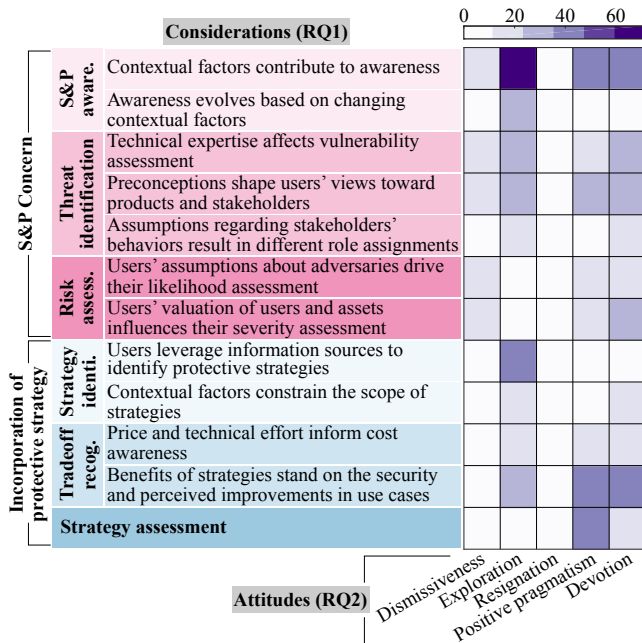 Considerations (RQ1)
0 20 40 60
S&P Concern
S&P
aware.
Contextual factors contribute to awareness
Awareness evolves based on changing
contextual factors
Threat
identification
Technical expertise affects vulnerability
assessment
Preconceptions shape users' views toward
products and stakeholders
Assumptions regarding stakeholders'
behaviors result in different role assignments
Risk
assess.
Users' assumptions about adversaries drive
their likelihood assessment
Users' valuation of users and assets
influences their severity assessment
Incorporation of
protective strategy
Strategy
identi.
Users leverage information sources to
identify protective strategies
Contextual factors constrain the scope of
strategies
Tradeoff
recog.
Price and technical effort inform cost
awareness
Benefits of strategies stand on the security
and perceived improvements in use cases
Strategy assessment
Attitudes (RQ2)
Dismissiveness
Exploration
Resignation
Positive pragmatism
Devotion